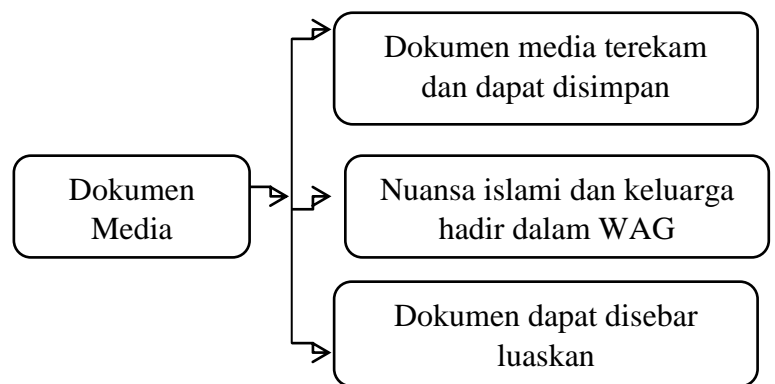 Dokumen media terekam
dan dapat disimpan
Dokumen
Media
Nuansa islami dan keluarga
hadir dalam WAG
Dokumen dapat disebar
luaskan